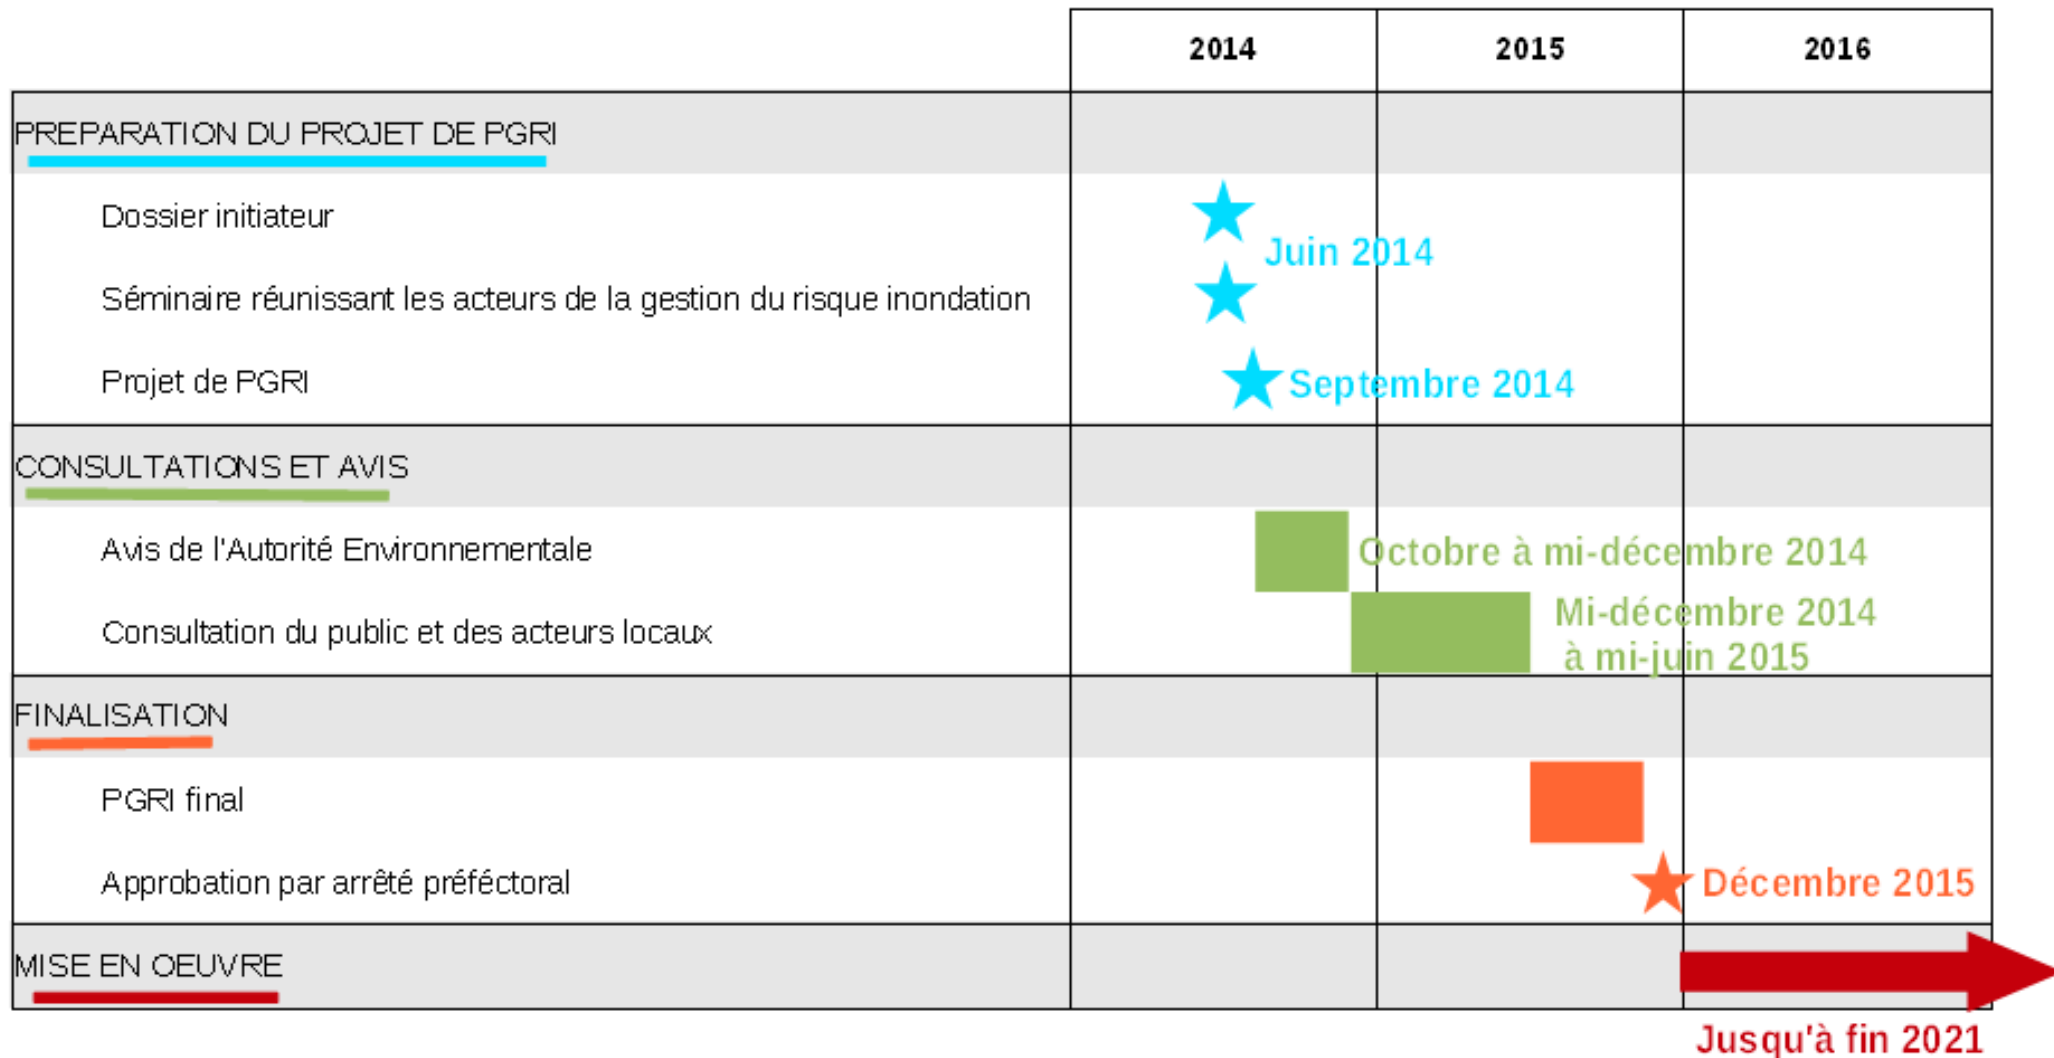 2014 2015 2016
PREPARATION DU PROJET DE PGRI
Dossier initiateur
Juin 2014
Séminaire réunissant les acteurs de la gestion du risque inondation
Projet de PGRI
Septembre 2014
CONSULTATIONS ET AVIS
Avis de l'Autorité Environnementale
Octobre à mi-décembre 2014
Consultation du public et des acteurs locaux
Mi-décembre 2014
à mi-juin 2015
FINALISATION
PGRI final
Approbation par arrêté préféctoral
Décembre 2015
MISE EN OEUVRE
Jusqu'à fin 2021